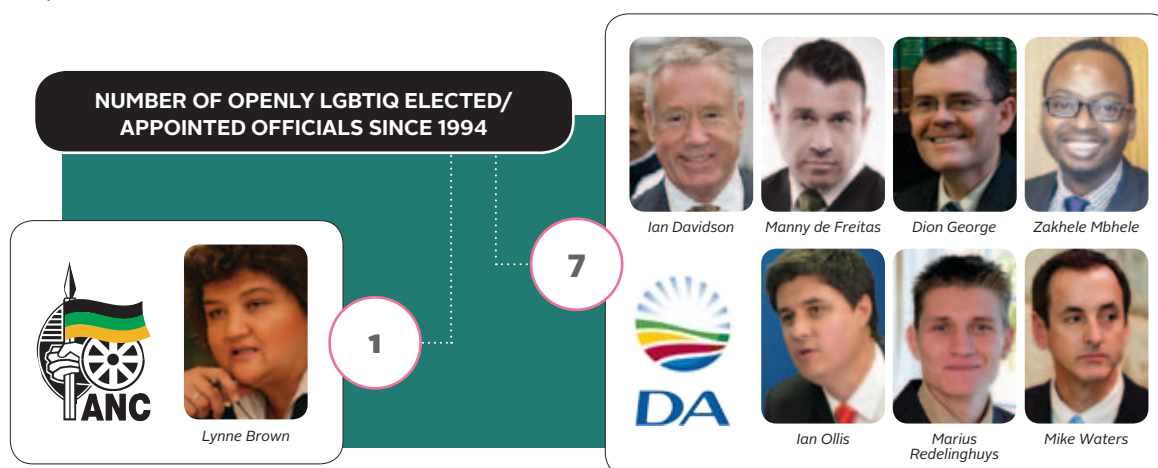 NUMBER OF OPENLY LGBTIQ ELECTED/
APPOINTED OFFICIALS SINCE 1994
ANC
Lynne Brown
1
7
Ian Davidson
Manny de Freitas
Dion George
Zakhele Mbhele
DA
Ian Ollis
Marius
Redelinghuys
Mike Waters